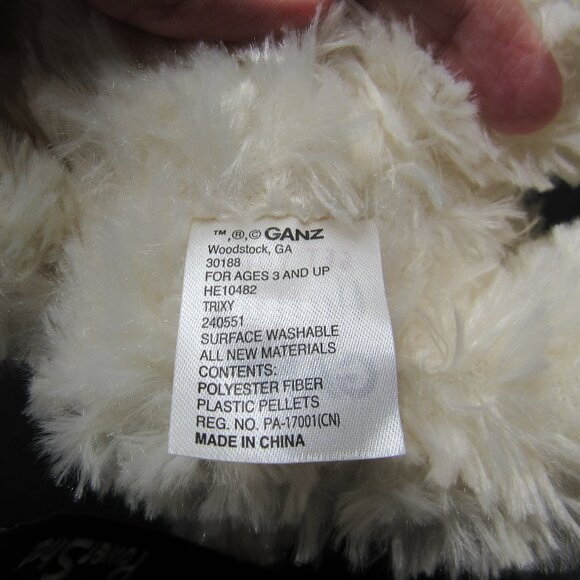 ™,®,© GANZ
Woodstock, GA
30188
FOR AGES 3 AND UP
HE10482
TRIXY
240551
SURFACE WASHABLE
ALL NEW MATERIALS
CONTENTS:
POLYESTER FIBER
PLASTIC PELLETS
REG. NO. PA-17001(CN)
MADE IN CHINA